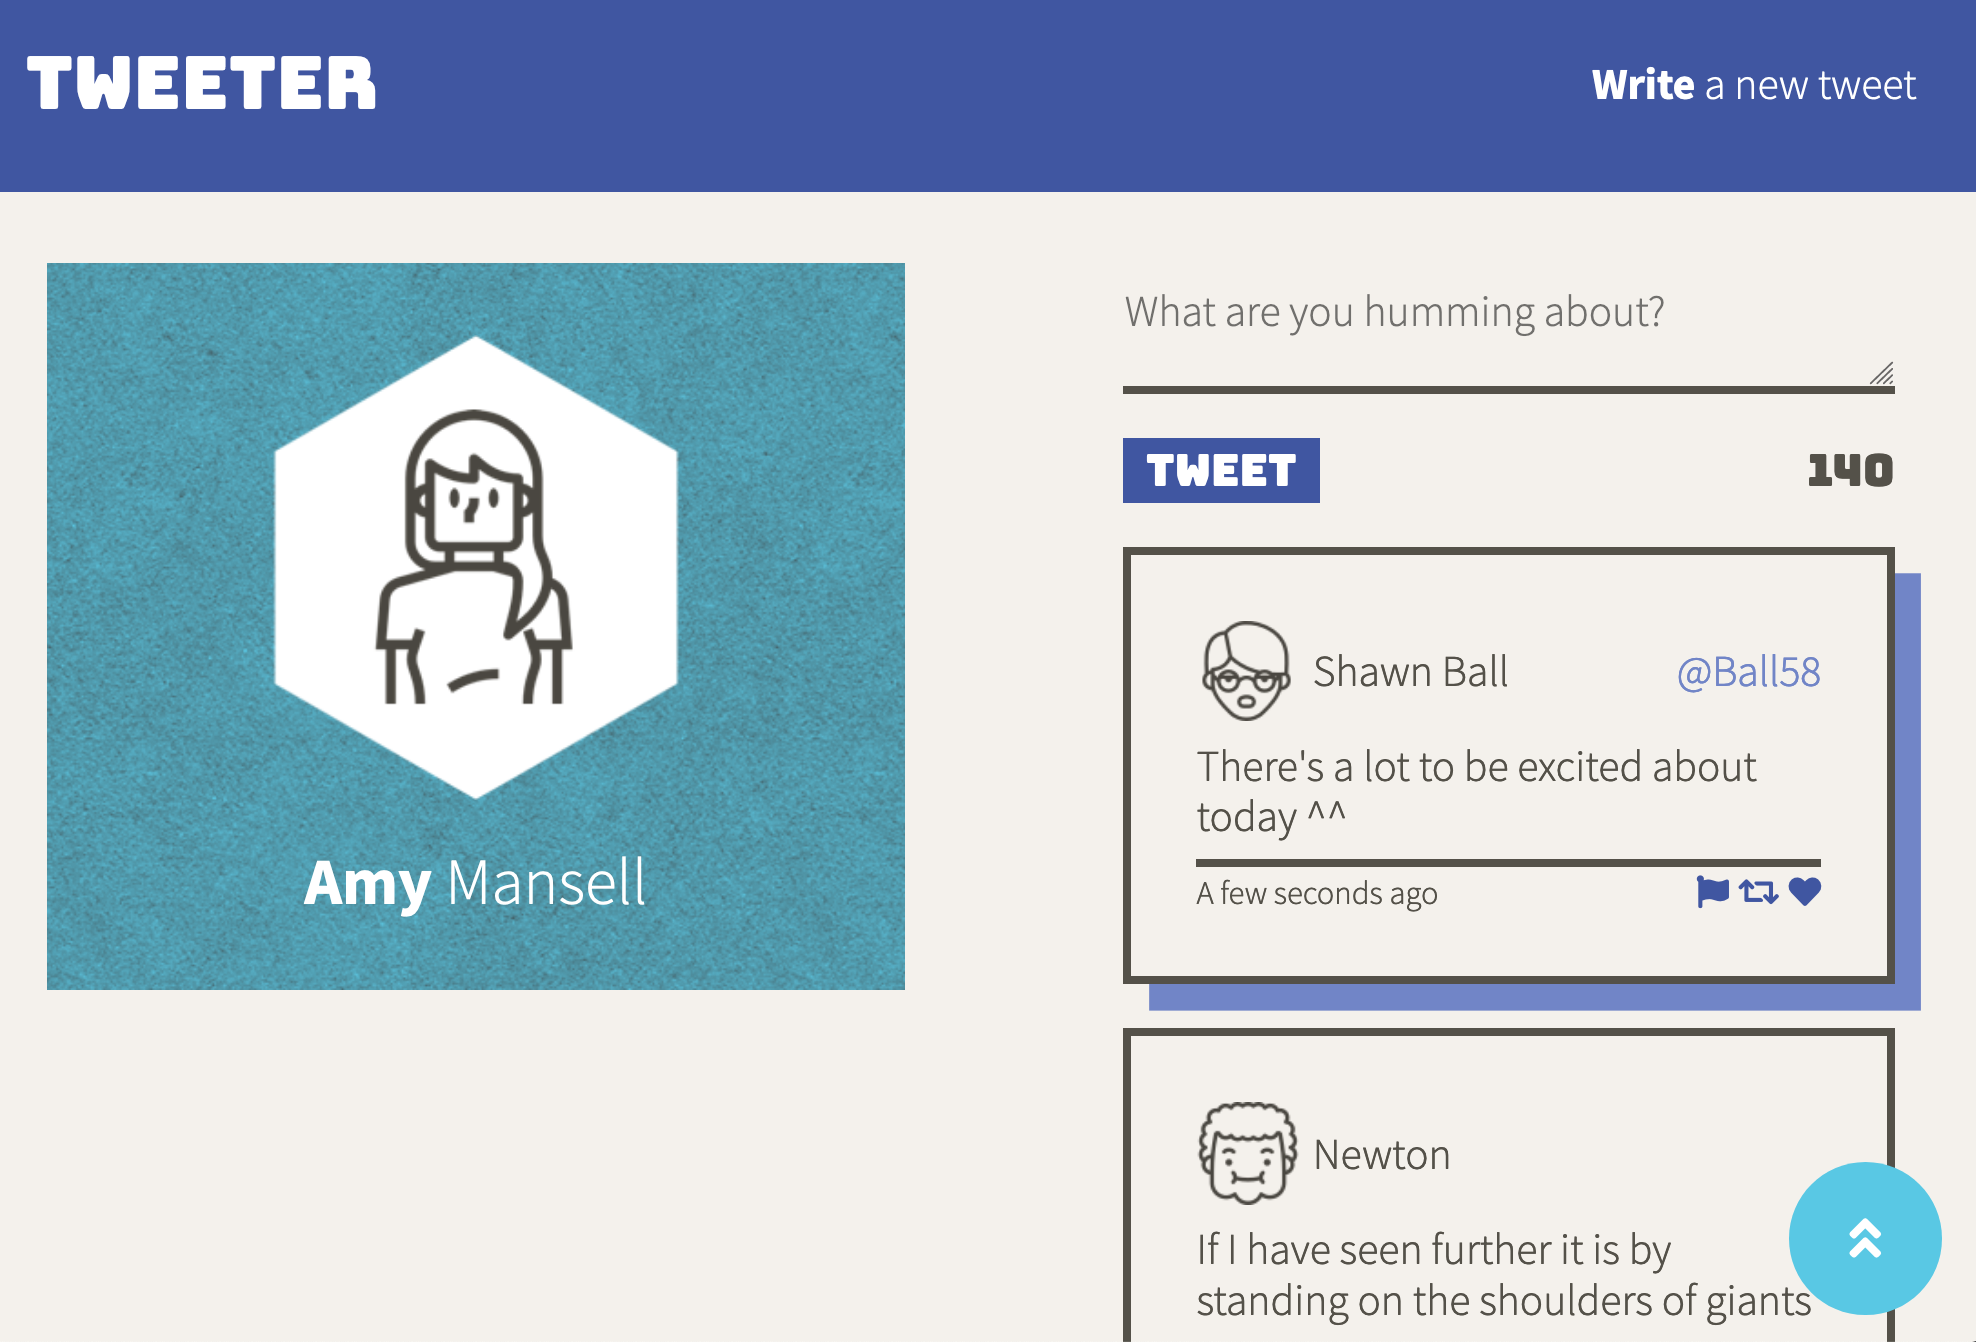 TWEETER
Write a new tweet
Amy Mansell
What are you humming about?
TWEET
140
Shawn Ball
@Ball58
There's a lot to be excited about
today ^^
A few seconds ago
Newton
If I have seen further it is by
standing on the shoulders of giants